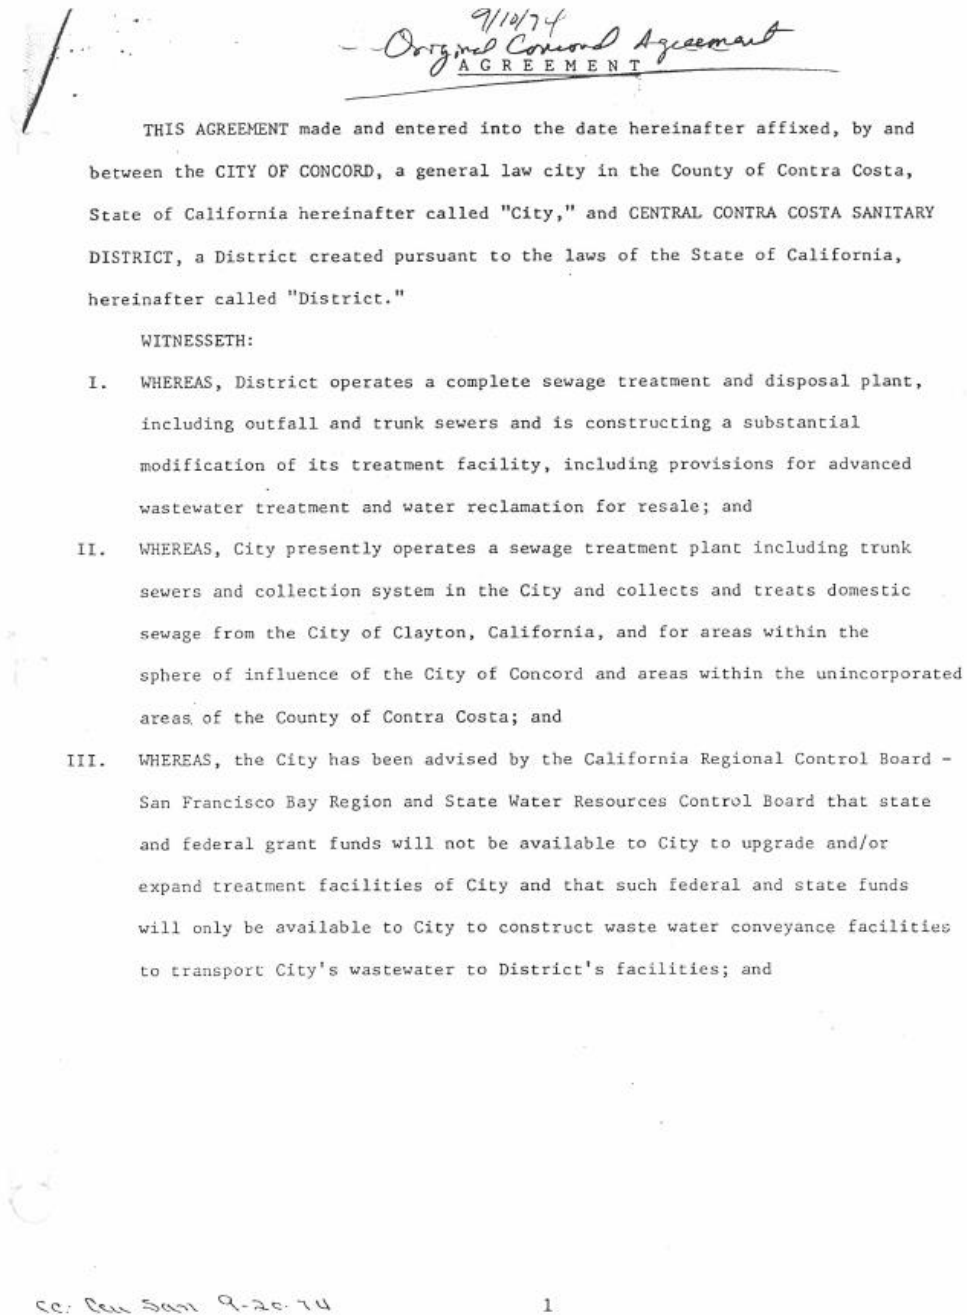 9/10/74
Original Concord Agreement
AGREEMENT
THIS AGREEMENT made and entered into the date hereinafter affixed, by and
between the CITY OF CONCORD, a general law city in the County of Contra Costa,
State of California hereinafter called "City," and CENTRAL CONTRA COSTA SANITARY
DISTRICT, a District created pursuant to the laws of the State of California,
hereinafter called "District."
WITNESSETH:
I. WHEREAS, District operates a complete sewage treatment and disposal plant,
including outfall and trunk sewers and is constructing a substantial
modification of its treatment facility, including provisions for advanced
wastewater treatment and water reclamation for resale; and
II. WHEREAS, City presently operates a sewage treatment plant including trunk
sewers and collection system in the City and collects and treats domestic
sewage from the City of Clayton, California, and for areas within the
sphere of influence of the City of Concord and areas within the unincorporated
areas of the County of Contra Costa; and
III. WHEREAS, the City has been advised by the California Regional Control Board -
San Francisco Bay Region and State Water Resources Control Board that state
and federal grant funds will not be available to City to upgrade and/or
expand treatment facilities of City and that such federal and state funds
will only be available to City to construct waste water conveyance facilities
to transport City's wastewater to District's facilities; and
cc: Cen San 9-20-74
1